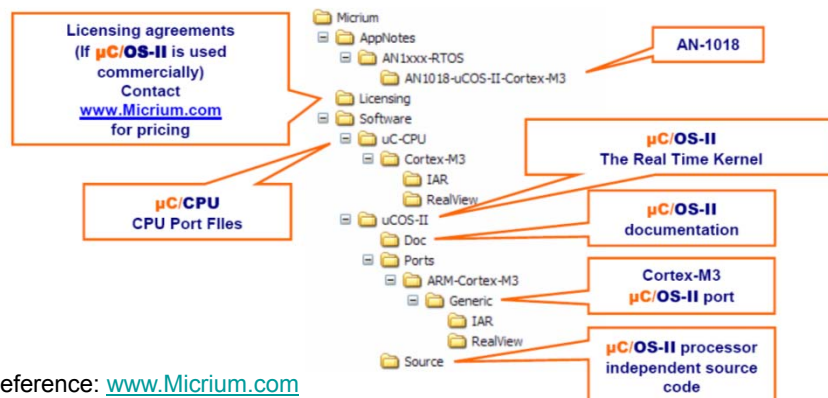 Licensing agreements
(If µC/OS-II is used
commercially)
Contact
www.Micrium.com
for pricing
Micrium
AppNotes
AN1xxx-RTOS
AN1018-uCOS-II-Cortex-M3
Licensing
Software
uC-CPU
Cortex-M3
IAR
RealView
uCOS-II
Doc
Ports
ARM-Cortex-M3
Generic
IAR
RealView
Source
AN-1018
µC/OS-II
The Real Time Kernel
µC/CPU
CPU Port FIles
µC/OS-II
documentation
Cortex-M3
µC/OS-II port
µC/OS-II processor
independent source
code
eference: www.Micrium.com